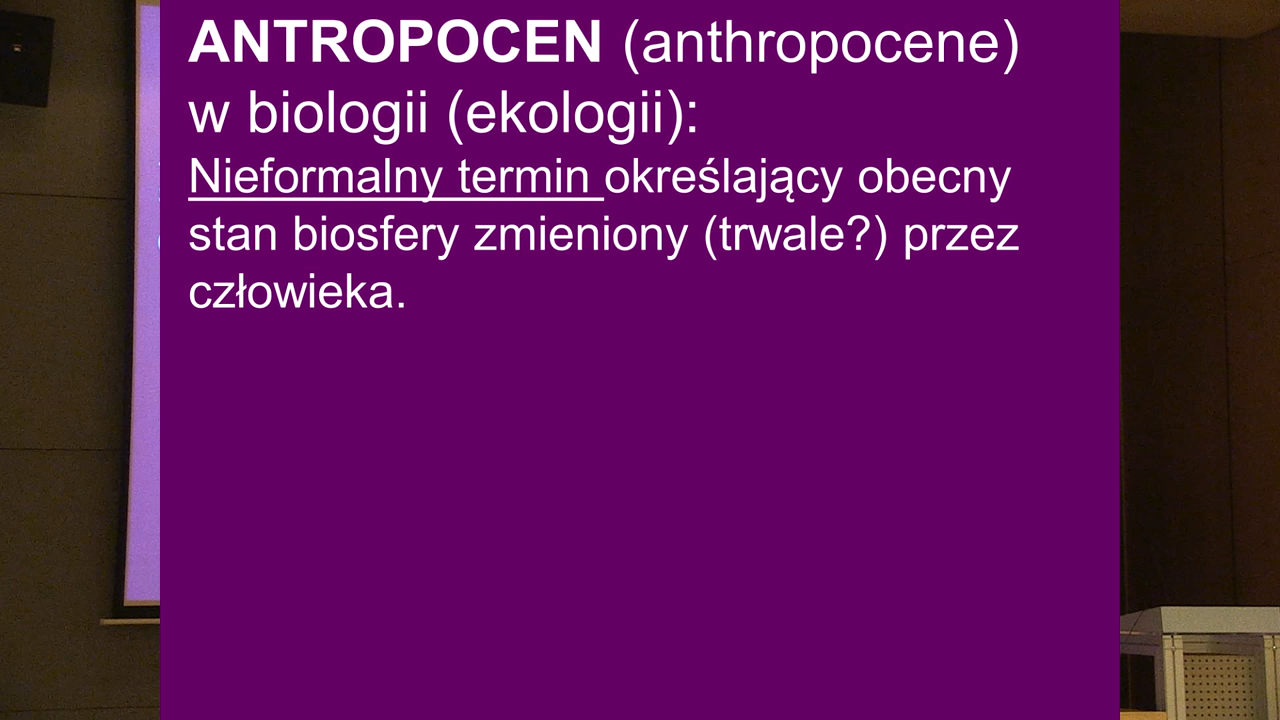 ANTROPOCEN (anthropocene)
w biologii (ekologii):
Nieformalny termin określający obecny
stan biosfery zmieniony (trwale?) przez
człowieka.